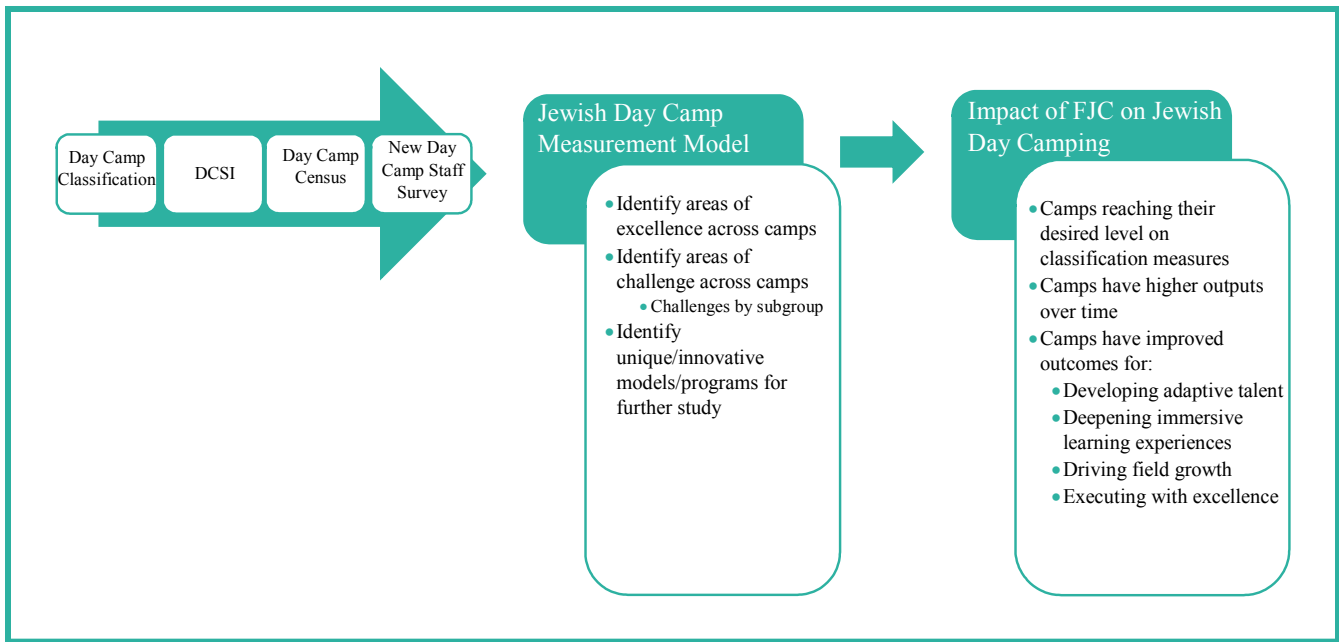 Day Camp
Classification
DCSI
Day Camp
Census
New Day
Camp Staff
Survey
Jewish Day Camp
Measurement Model
• Identify areas of
excellence across camps
• Identify areas of
challenge across camps
• Challenges by subgroup
• Identify
unique/innovative
models/programs for
further study
Impact of FJC on Jewish
Day Camping
• Camps reaching their
desired level on
classification measures
• Camps have higher outputs
over time
• Camps have improved
outcomes for:
• Developing adaptive talent
• Deepening immersive
learning experiences
• Driving field growth
• Executing with excellence